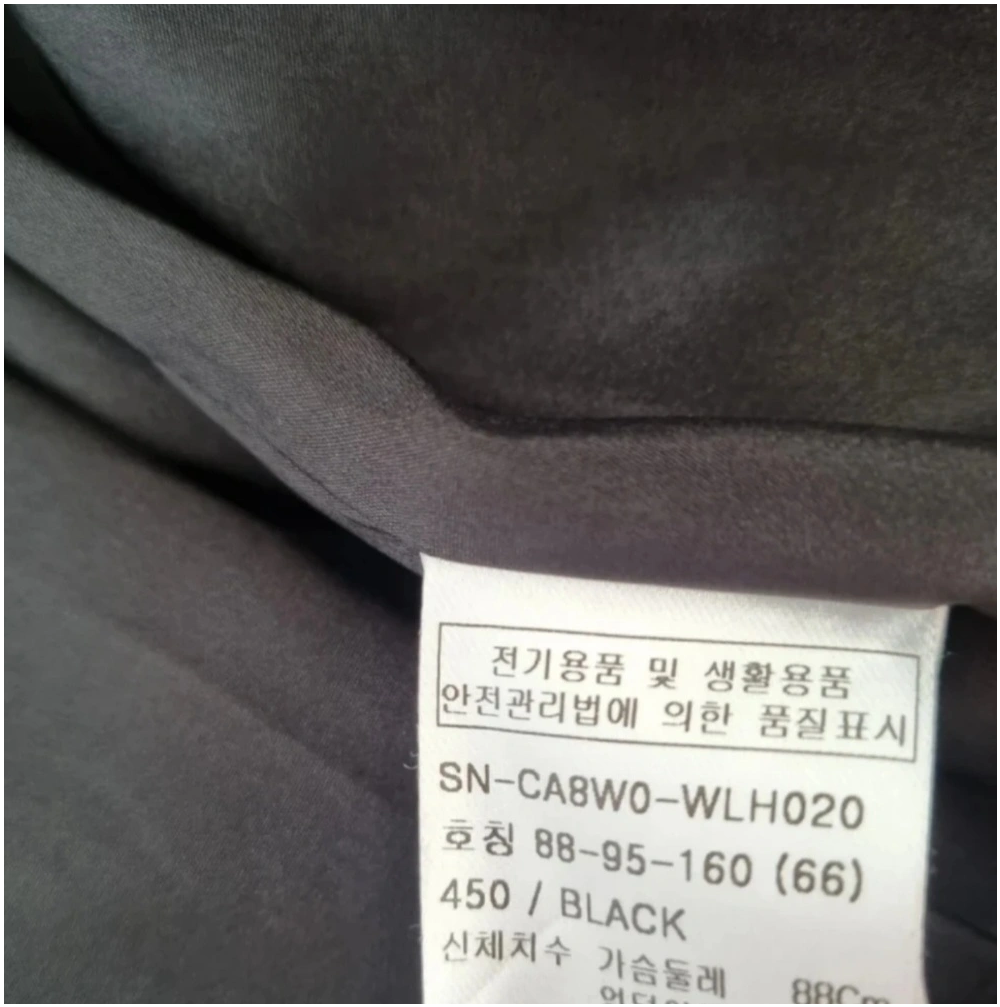 전기용품 및 생활용품
안전관리법에 의한 품질표시
SN-CA8W0-WLH020
호칭 88-95-160 (66)
450 / BLACK
신체치수 가슴둘레 88Cm